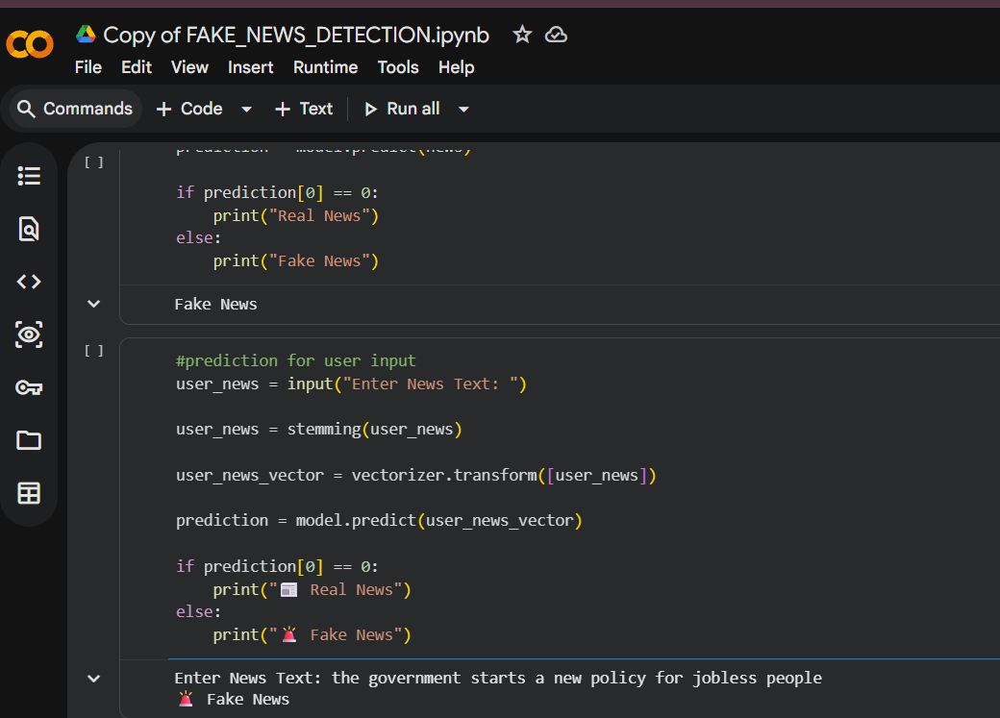 Copy of FAKE_NEWS_DETECTION.ipynb
File Edit View Insert Runtime Tools Help
Commands + Code + Text Run all
[ ]
prediction = model.predict(news)
if prediction[0] == 0:
print("Real News")
else:
print("Fake News")
Fake News
[ ]
#prediction for user input
user_news = input("Enter News Text: ")
user_news = stemming(user_news)
user_news_vector = vectorizer.transform([user_news])
prediction = model.predict(user_news_vector)
if prediction[0] == 0:
print("📰 Real News")
else:
print("🚨 Fake News")
Enter News Text: the government starts a new policy for jobless people
🚨 Fake News